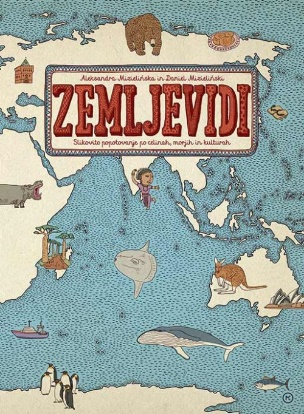 Aleksandra Mizielińska in Daniel Mizieliński
ZEMLJEVIDI
Slikovito popotovanje po celinah, morjih in kulturah